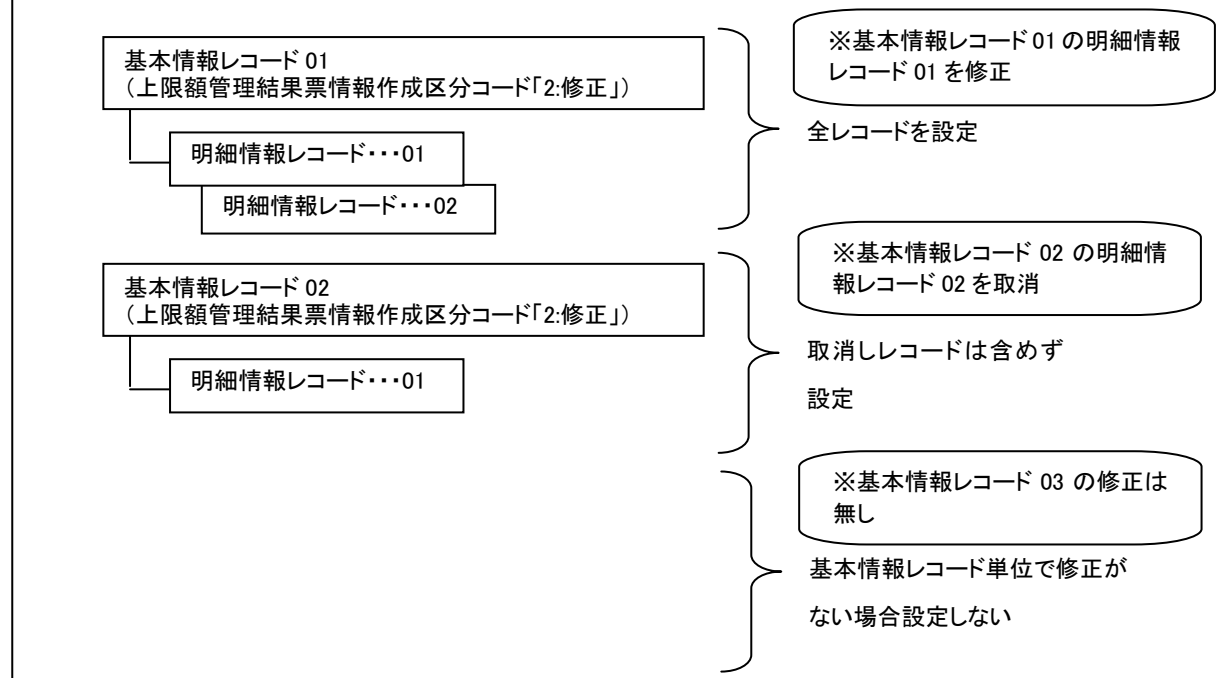 ※基本情報レコード 01 の明細情報
レコード 01 を修正
基本情報レコード 01
（上限額管理結果票情報作成区分コード「2:修正」）
全レコードを設定
明細情報レコード・・・01
明細情報レコード・・・02
※基本情報レコード 02 の明細情
報レコード 02 を取消
基本情報レコード 02
（上限額管理結果票情報作成区分コード「2:修正」）
取消しレコードは含めず
設定
明細情報レコード・・・01
※基本情報レコード 03 の修正は
無し
基本情報レコード単位で修正が
ない場合設定しない